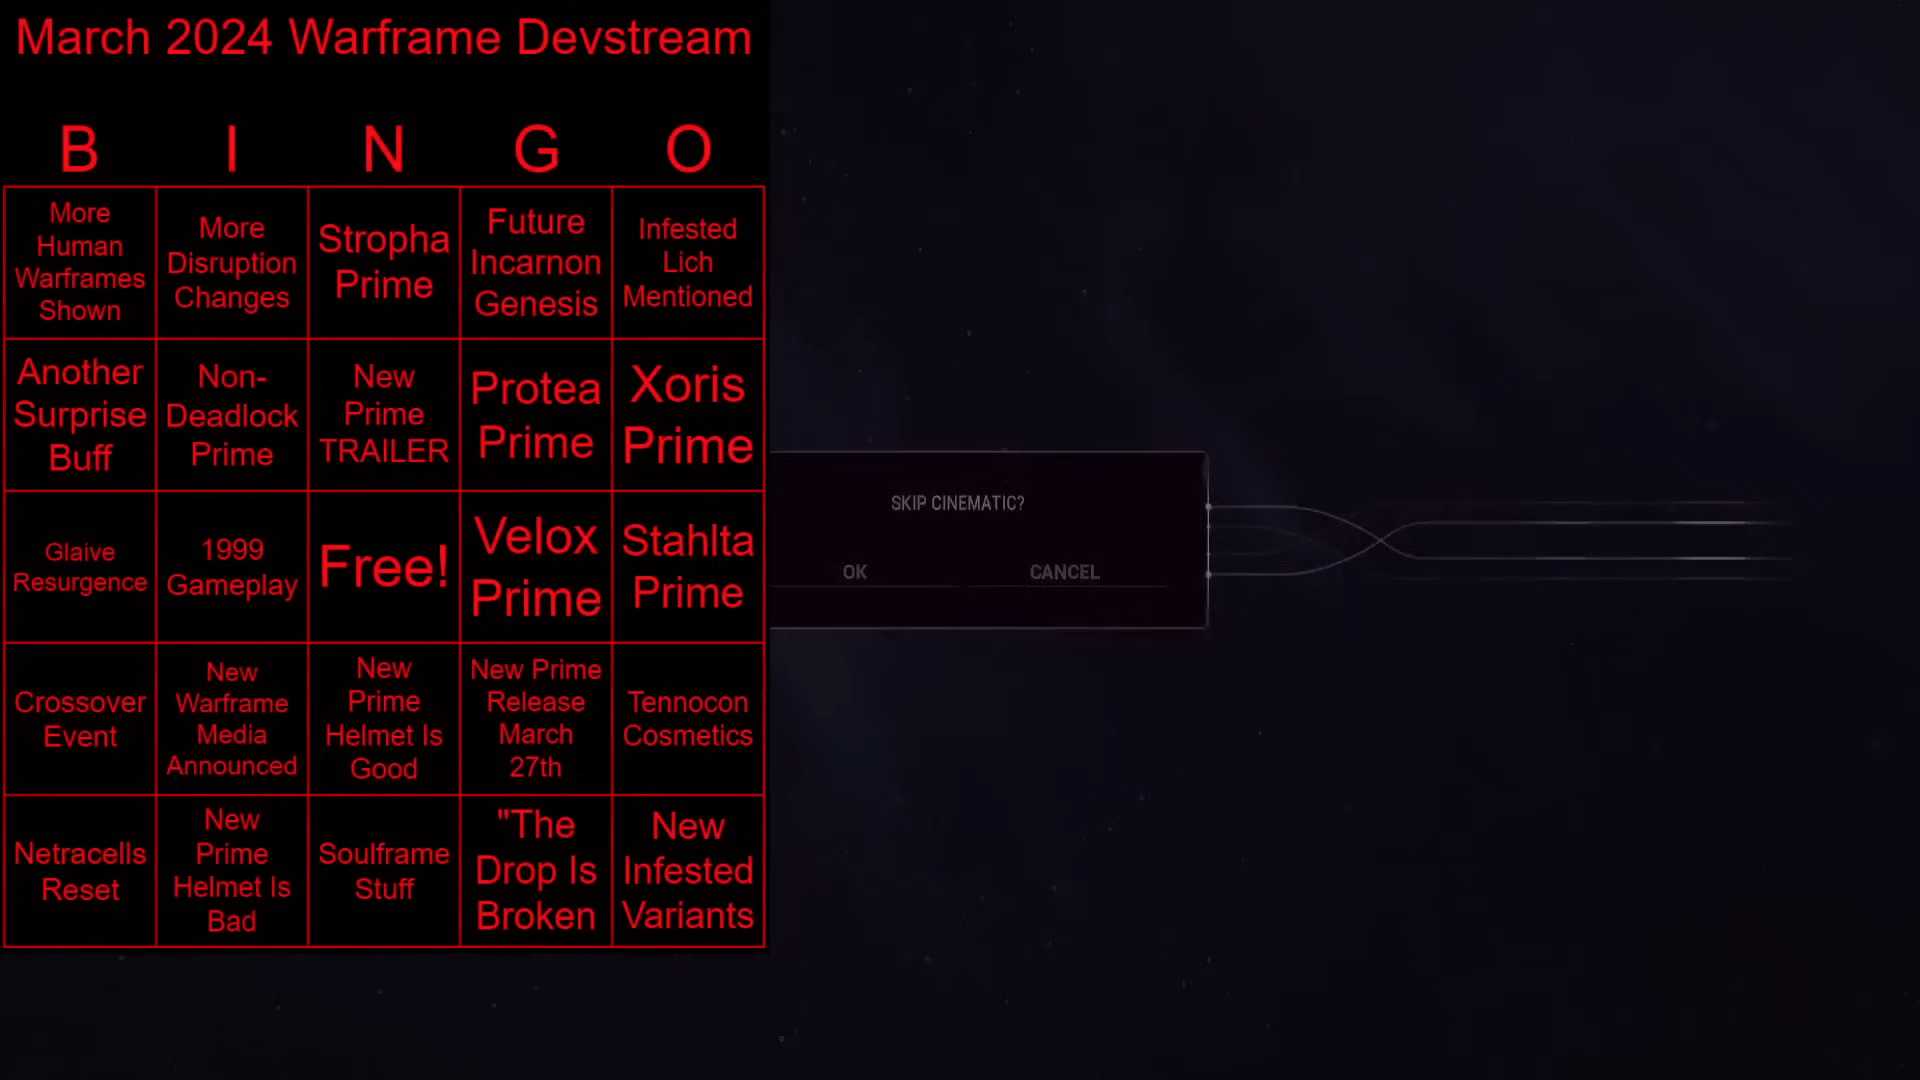 March 2024 Warframe Devstream
B I N G O
More
Human
Warframes
Shown
More
Disruption
Changes
Stropha
Prime
Future
Incarnon
Genesis
Infested
Lich
Mentioned
Another
Surprise
Buff
Non-
Deadlock
Prime
New
Prime
TRAILER
Protea
Prime
Xoris
Prime
Glaive
Resurgence
1999
Gameplay
Free!
Velox
Prime
Stahlta
Prime
Crossover
Event
New
Warframe
Media
Announced
New
Prime
Helmet Is
Good
New Prime
Release
March
27th
Tennocon
Cosmetics
Netracells
Reset
New
Prime
Helmet Is
Bad
Soulframe
Stuff
"The
Drop Is
Broken
New
Infested
Variants
SKIP CINEMATIC?
OK CANCEL